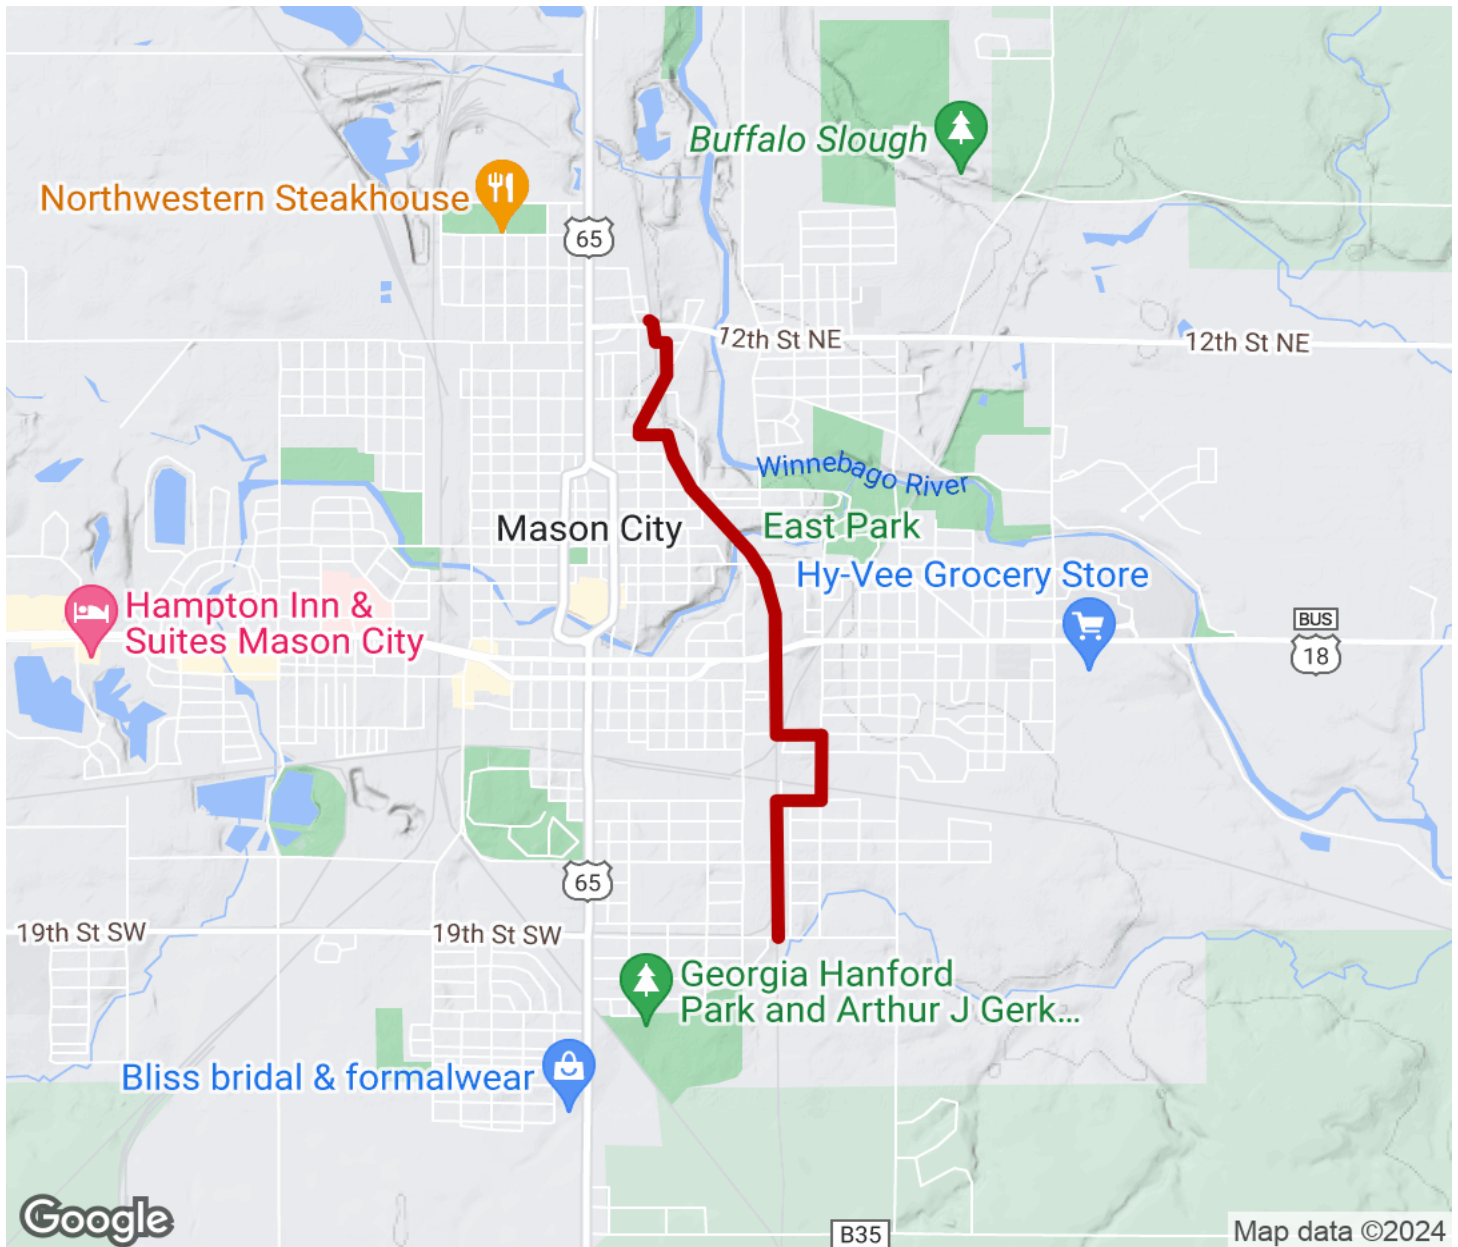 Buffalo Slough
Northwestern Steakhouse
65
12th St NE
12th St NE
Winnebago River
Mason City
East Park
Hy-Vee Grocery Store
Hampton Inn &
Suites Mason City
BUS
18
65
19th St SW
19th St SW
Georgia Hanford
Park and Arthur J Gerk...
Bliss bridal & formalwear
Google
B35
Map data ©2024